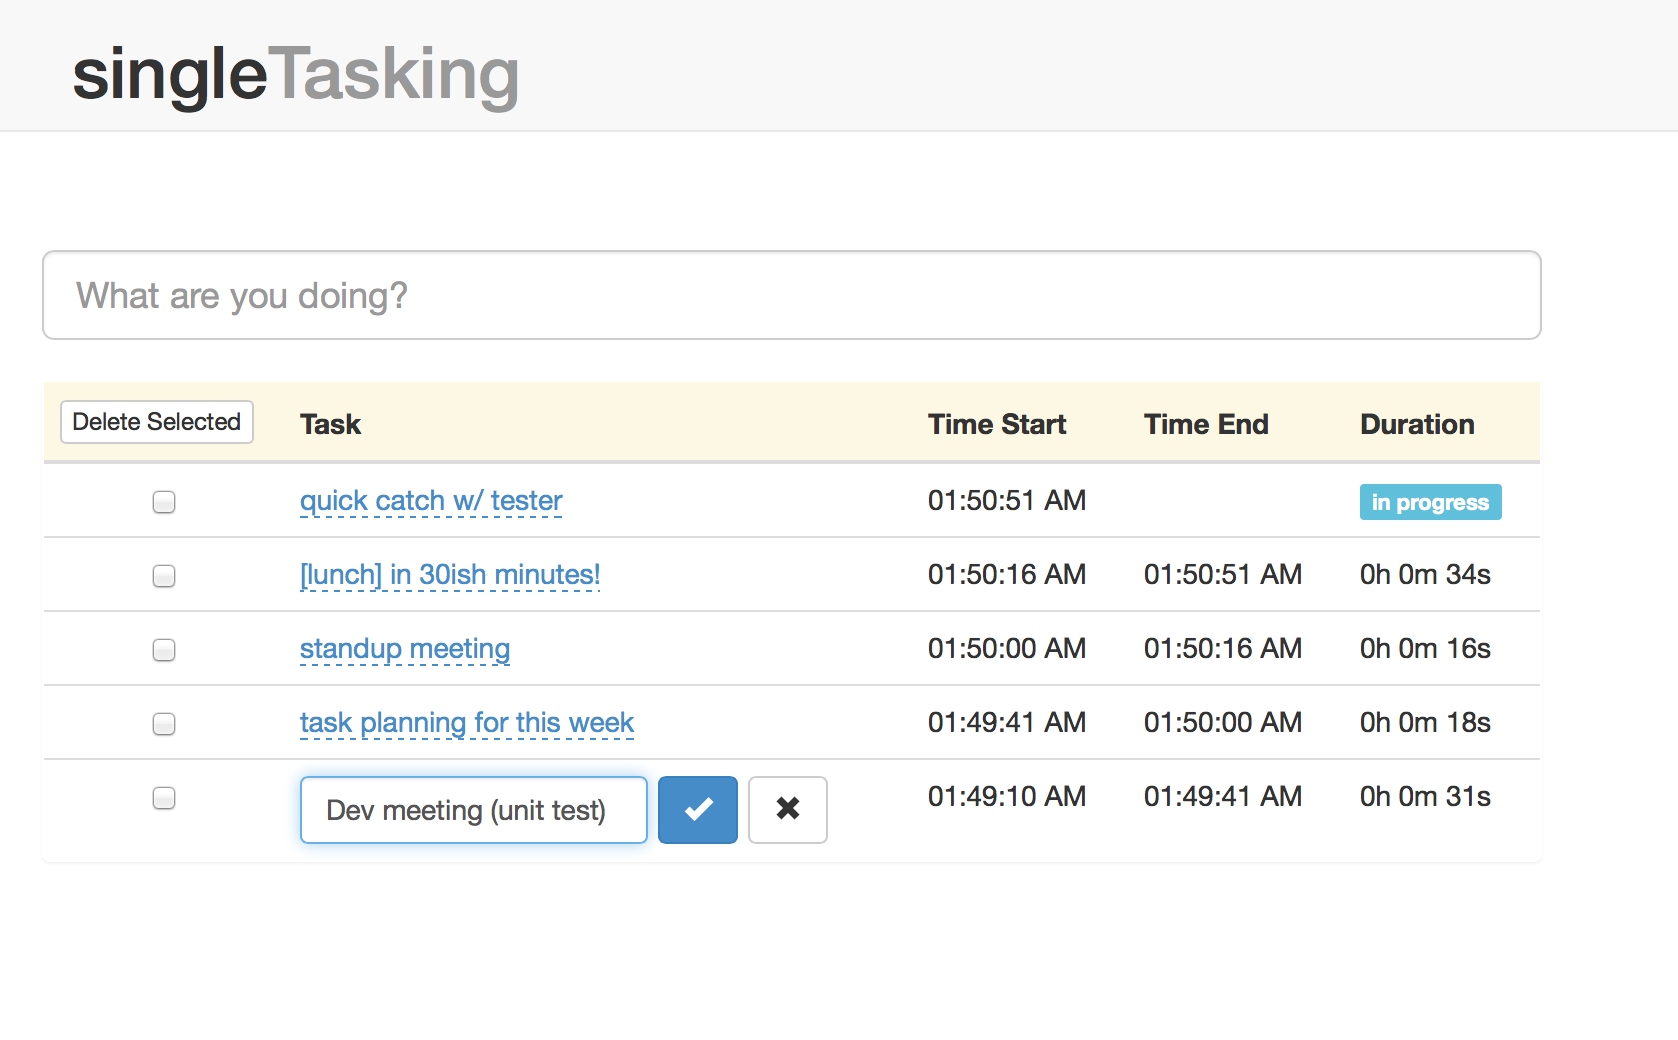 singleTasking
What are you doing?
Delete Selected Task Time Start Time End Duration
quick catch w/ tester 01:50:51 AM in progress
[lunch] in 30ish minutes! 01:50:16 AM 01:50:51 AM 0h 0m 34s
standup meeting 01:50:00 AM 01:50:16 AM 0h 0m 16s
task planning for this week 01:49:41 AM 01:50:00 AM 0h 0m 18s
Dev meeting (unit test) 01:49:10 AM 01:49:41 AM 0h 0m 31s